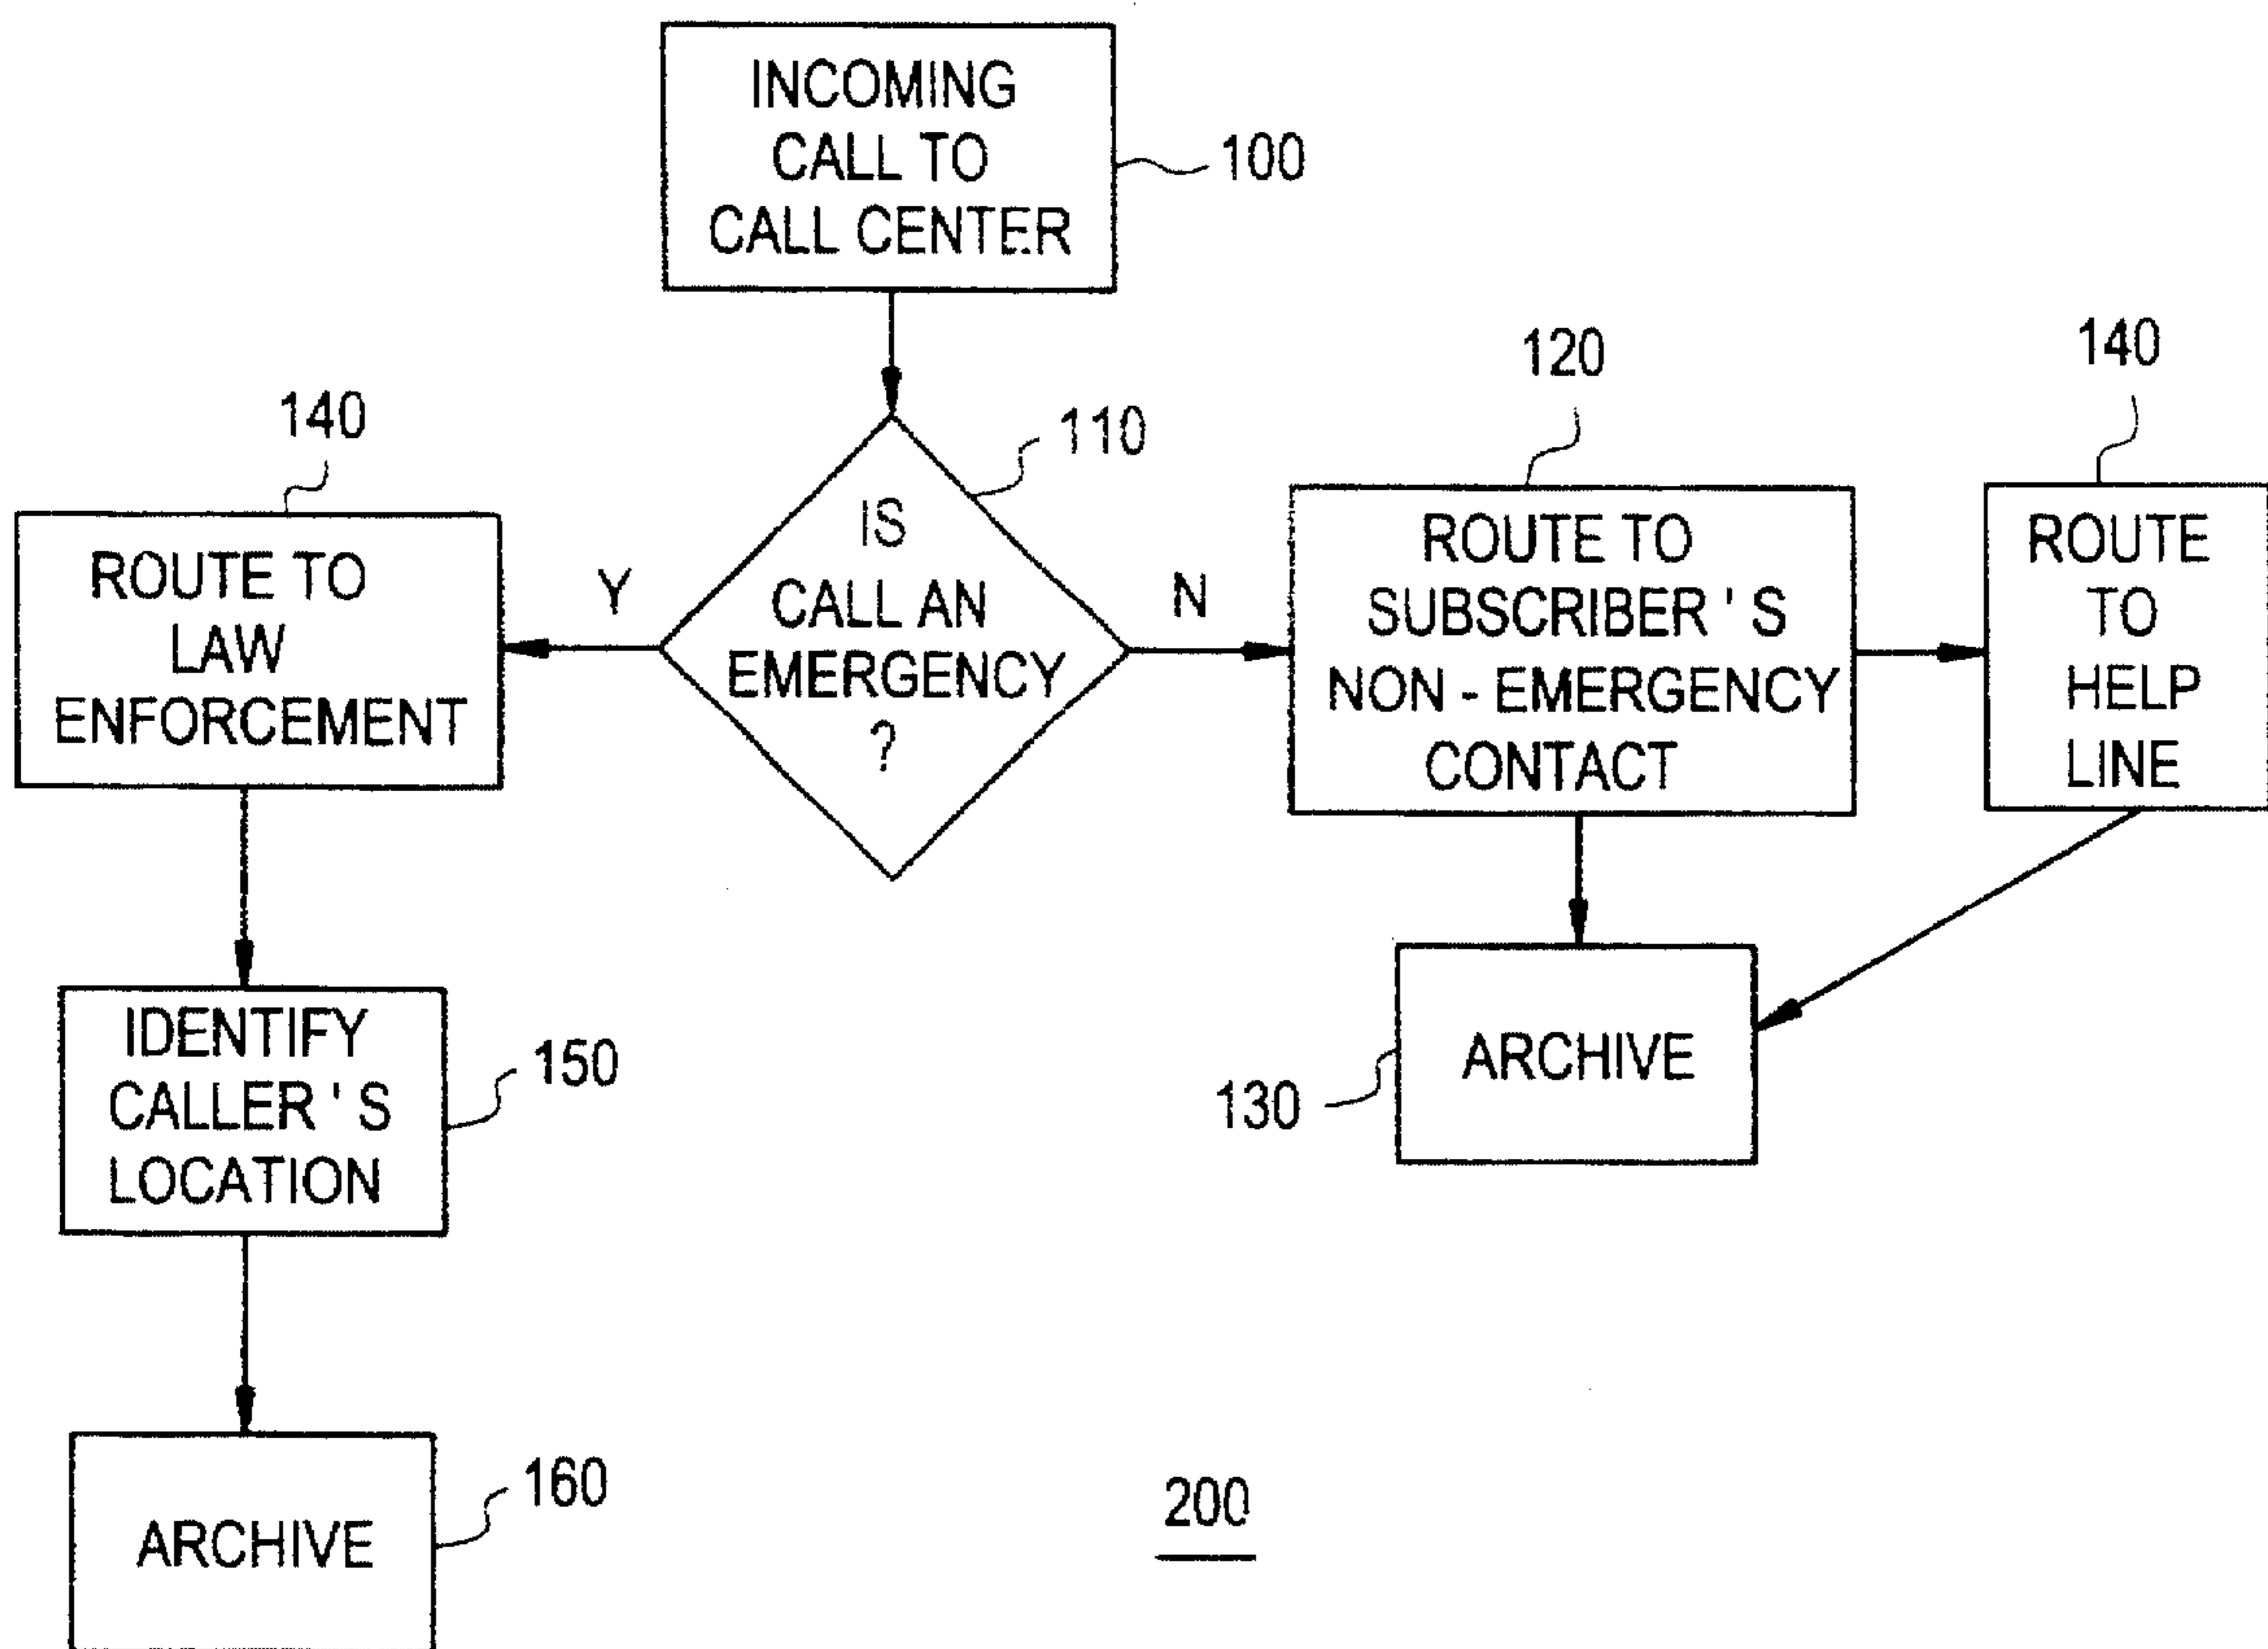 INCOMING
CALL TO
CALL CENTER
100
110
IS
CALL AN
EMERGENCY
?
Y
N
140
ROUTE TO
LAW
ENFORCEMENT
120
ROUTE TO
SUBSCRIBER ' S
NON - EMERGENCY
CONTACT
140
ROUTE
TO
HELP
LINE
IDENTIFY
CALLER ' S
LOCATION
150
ARCHIVE
130
ARCHIVE
160
200